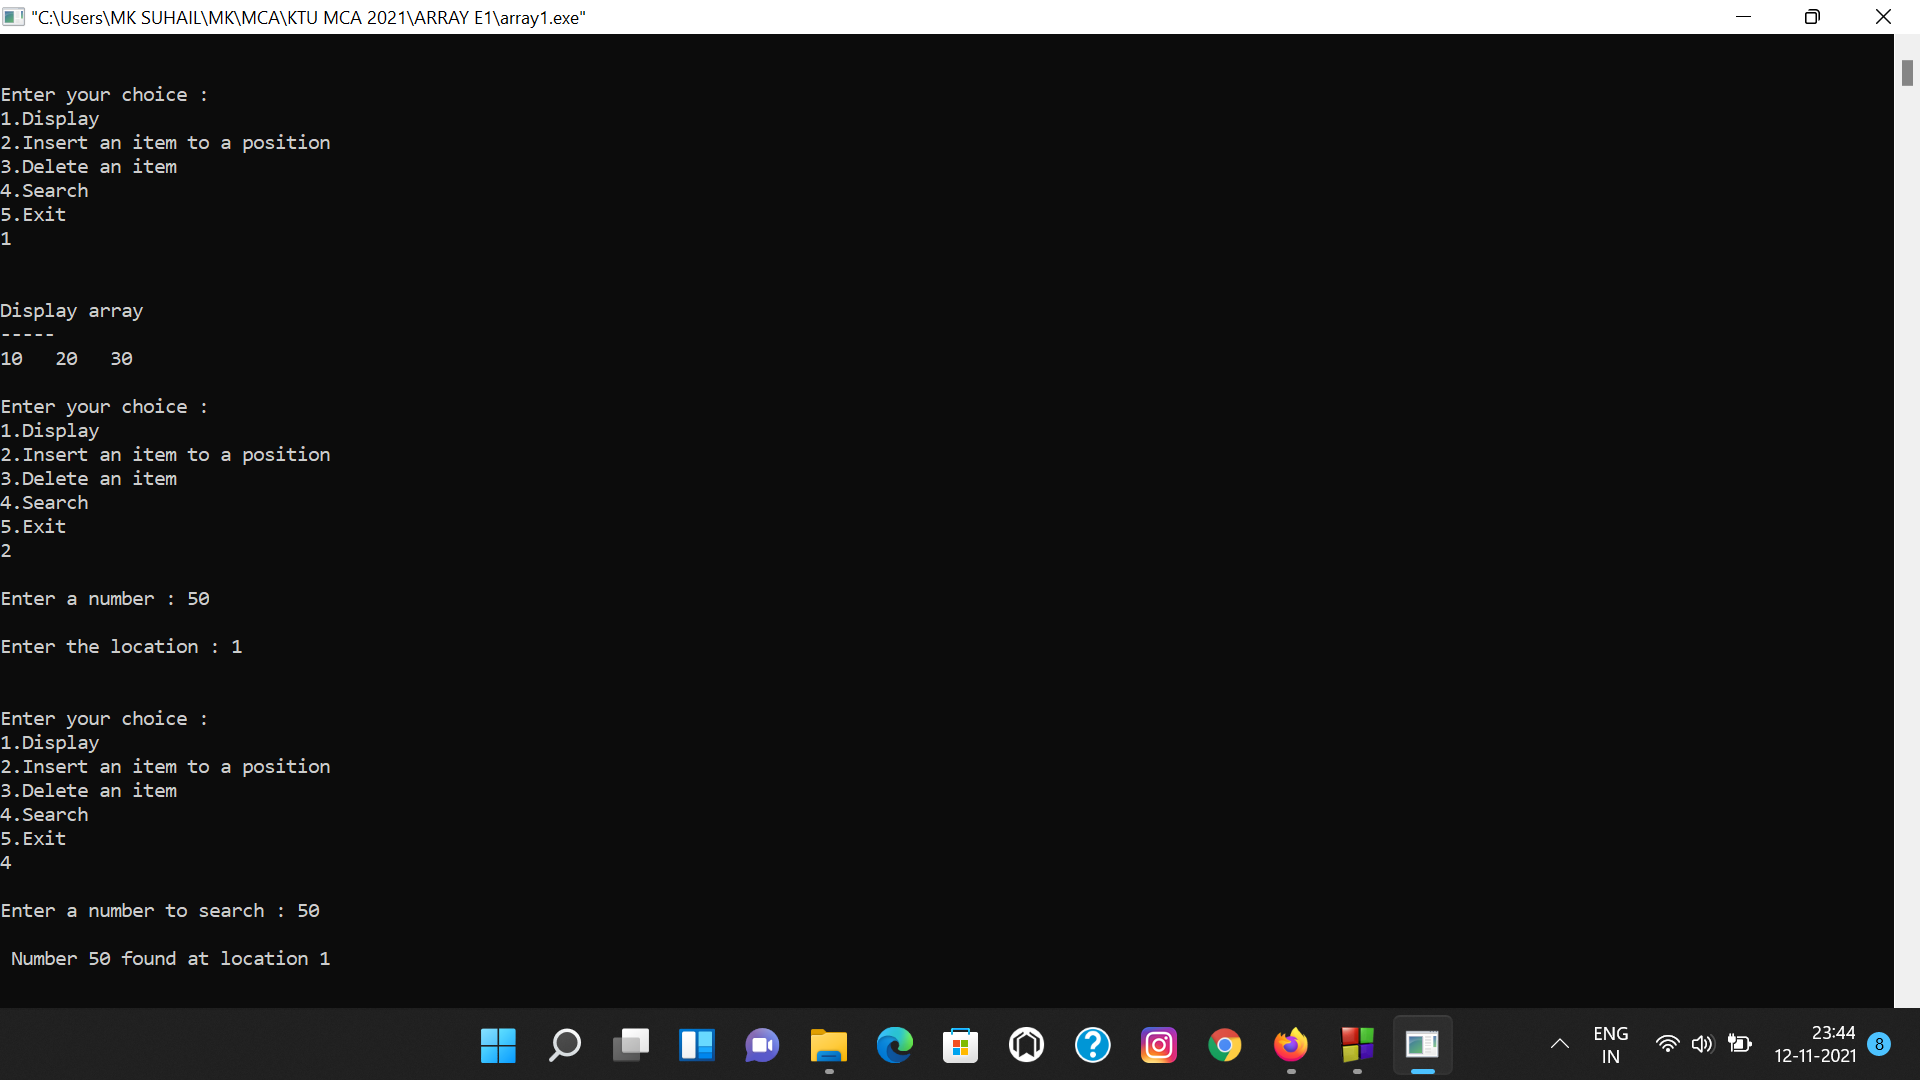 "C:\Users\MK SUHAIL\MK\MCA\KTU MCA 2021\ARRAY E1\array1.exe"
Enter your choice :
1.Display
2.Insert an item to a position
3.Delete an item
4.Search
5.Exit
1
Display array
-----
10   20   30
Enter your choice :
1.Display
2.Insert an item to a position
3.Delete an item
4.Search
5.Exit
2
Enter a number : 50
Enter the location : 1
Enter your choice :
1.Display
2.Insert an item to a position
3.Delete an item
4.Search
5.Exit
4
Enter a number to search : 50
Number 50 found at location 1
ENG
IN
23:44
12-11-2021
8